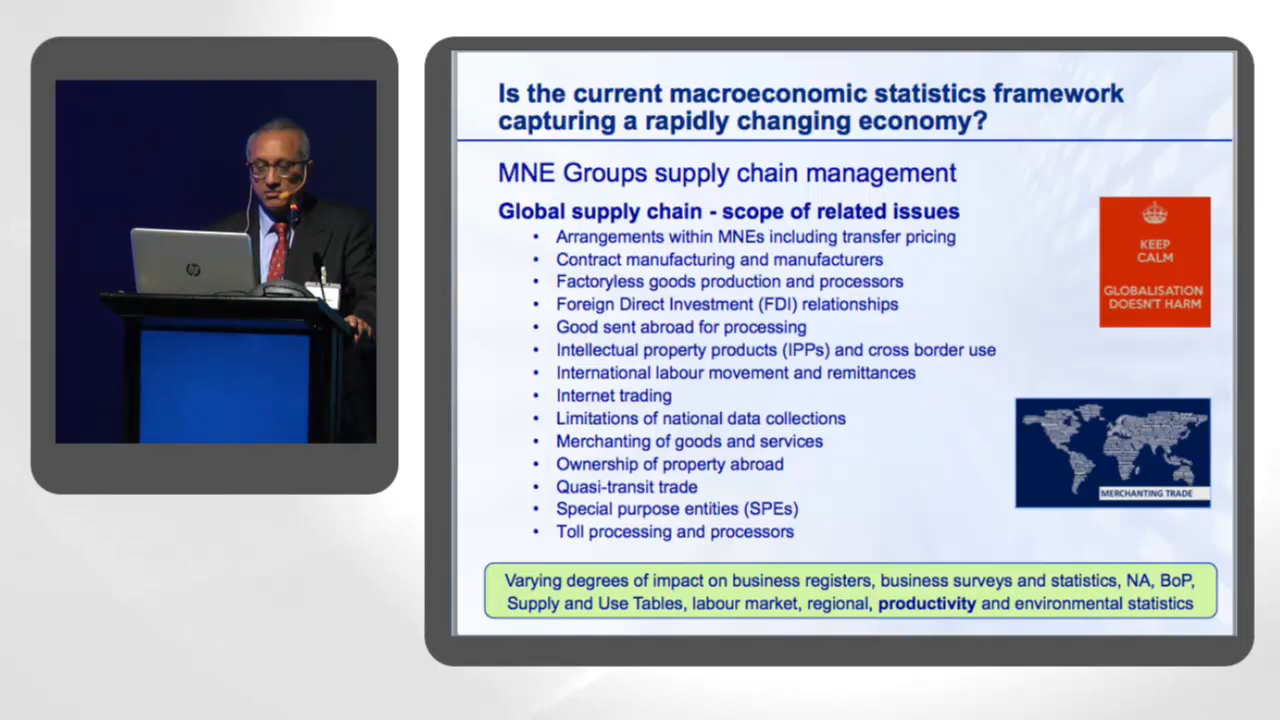 Is the current macroeconomic statistics framework
capturing a rapidly changing economy?
MNE Groups supply chain management
Global supply chain - scope of related issues
• Arrangements within MNEs including transfer pricing
• Contract manufacturing and manufacturers
• Factoryless goods production and processors
• Foreign Direct Investment (FDI) relationships
• Good sent abroad for processing
• Intellectual property products (IPPs) and cross border use
• International labour movement and remittances
• Internet trading
• Limitations of national data collections
• Merchanting of goods and services
• Ownership of property abroad
• Quasi-transit trade
• Special purpose entities (SPEs)
• Toll processing and processors
KEEP
CALM
GLOBALISATION
DOESN'T HARM
MERCHANTING TRADE
Varying degrees of impact on business registers, business surveys and statistics, NA, BoP,
Supply and Use Tables, labour market, regional, productivity and environmental statistics
hp